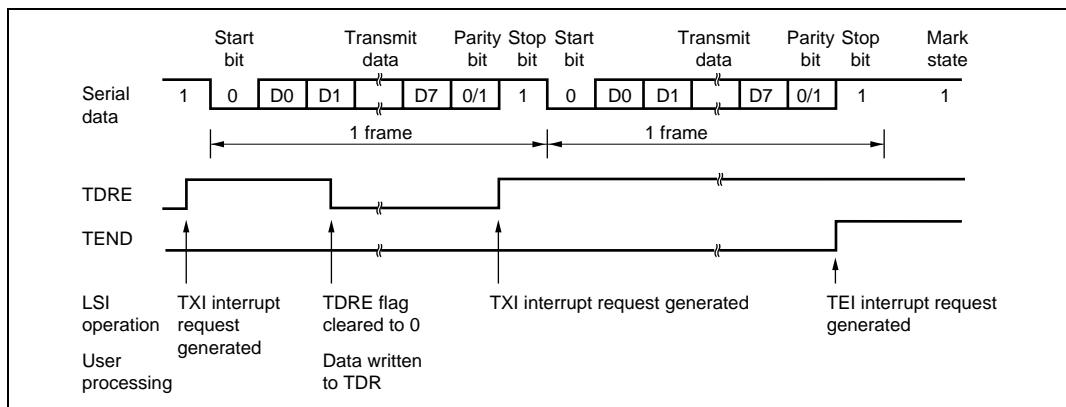 Start bit
Transmit data
Parity bit
Stop bit
Start bit
Transmit data
Parity bit
Stop bit
Mark state
Serial data
1 0 D0 D1 D7 0/1 1 0 D0 D1 D7 0/1 1 1
1 frame 1 frame
TDRE
TEND
LSI operation
TXI interrupt request generated
TDRE flag cleared to 0
TXI interrupt request generated
TEI interrupt request generated
User processing
Data written to TDR